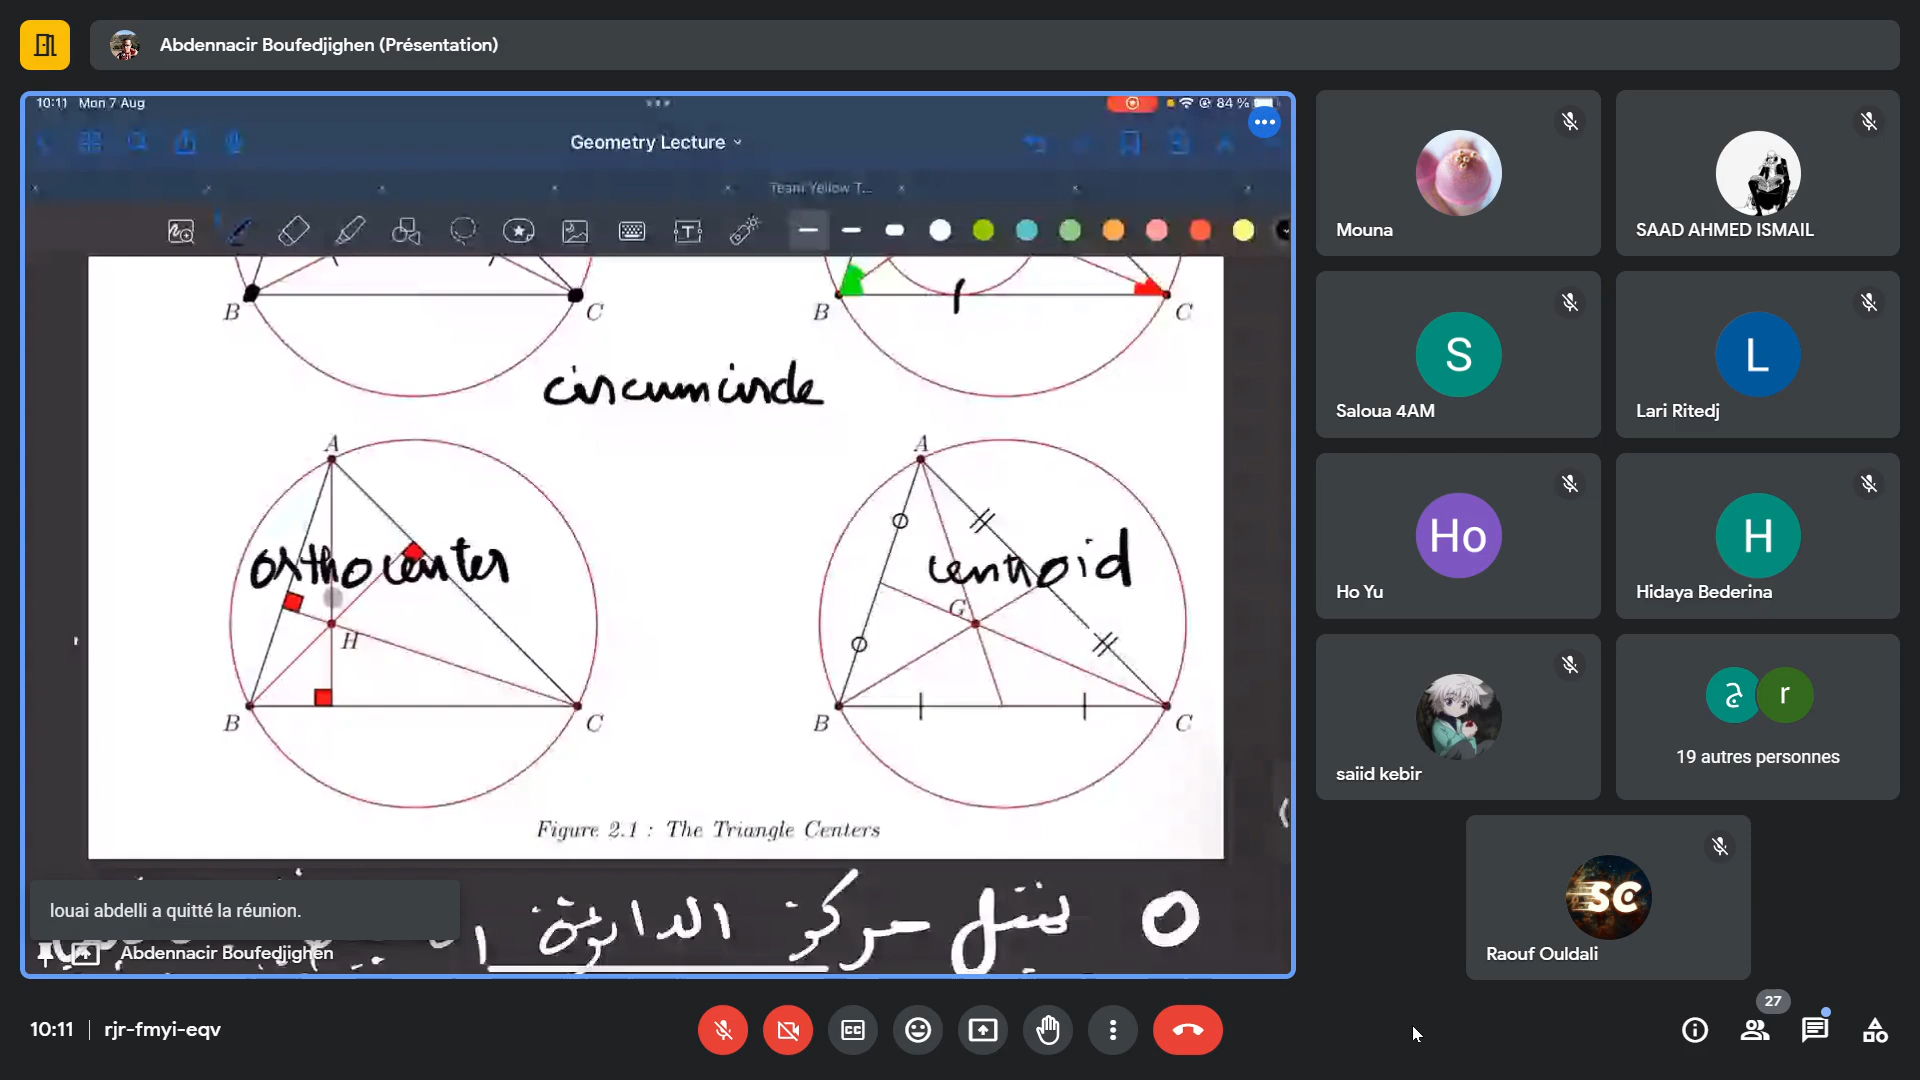 Abdennacir Boufedjighen (Présentation)
10:11 Mon 7 Aug
84 %
Geometry Lecture
Team Yellow T...
B
C
B
C
circumcircle
A
A
orthocenter
centroid
G
H
B
C
B
C
Figure 2.1 : The Triangle Centers
louai abdelli a quitté la réunion.
O تمثل مركز الدائرة
Abdennacir Boufedjighen
Mouna
SAAD AHMED ISMAIL
S
Saloua 4AM
L
Lari Ritedj
Ho
Ho Yu
H
Hidaya Bederina
saiid kebir
r
19 autres personnes
SC
Raouf Ouldali
10:11 | rjr-fmyi-eqv
27